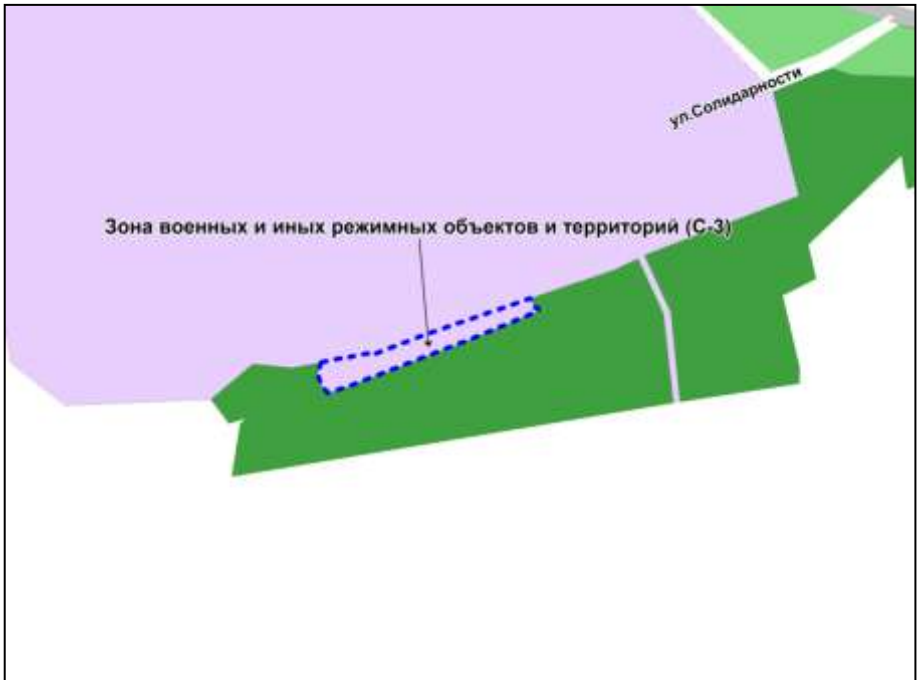 ул.Солидарности
Зона военных и иных режимных объектов и территорий (С-3)